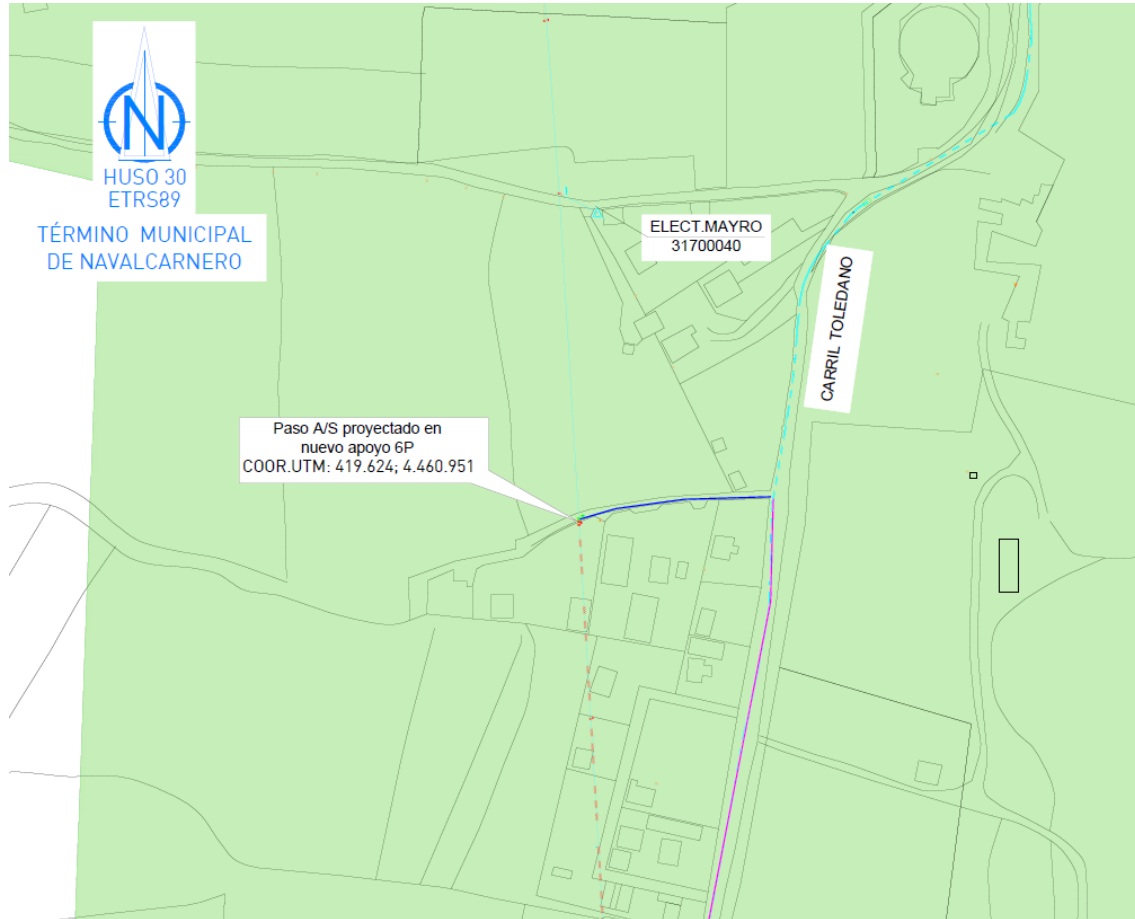 N
HUSO 30
ETRS89
TÉRMINO MUNICIPAL
DE NAVALCARNERO
ELECT.MAYRO
31700040
CARRIL TOLEDANO
Paso A/S proyectado en
nuevo apoyo 6P
COOR.UTM: 419.624; 4.460.951